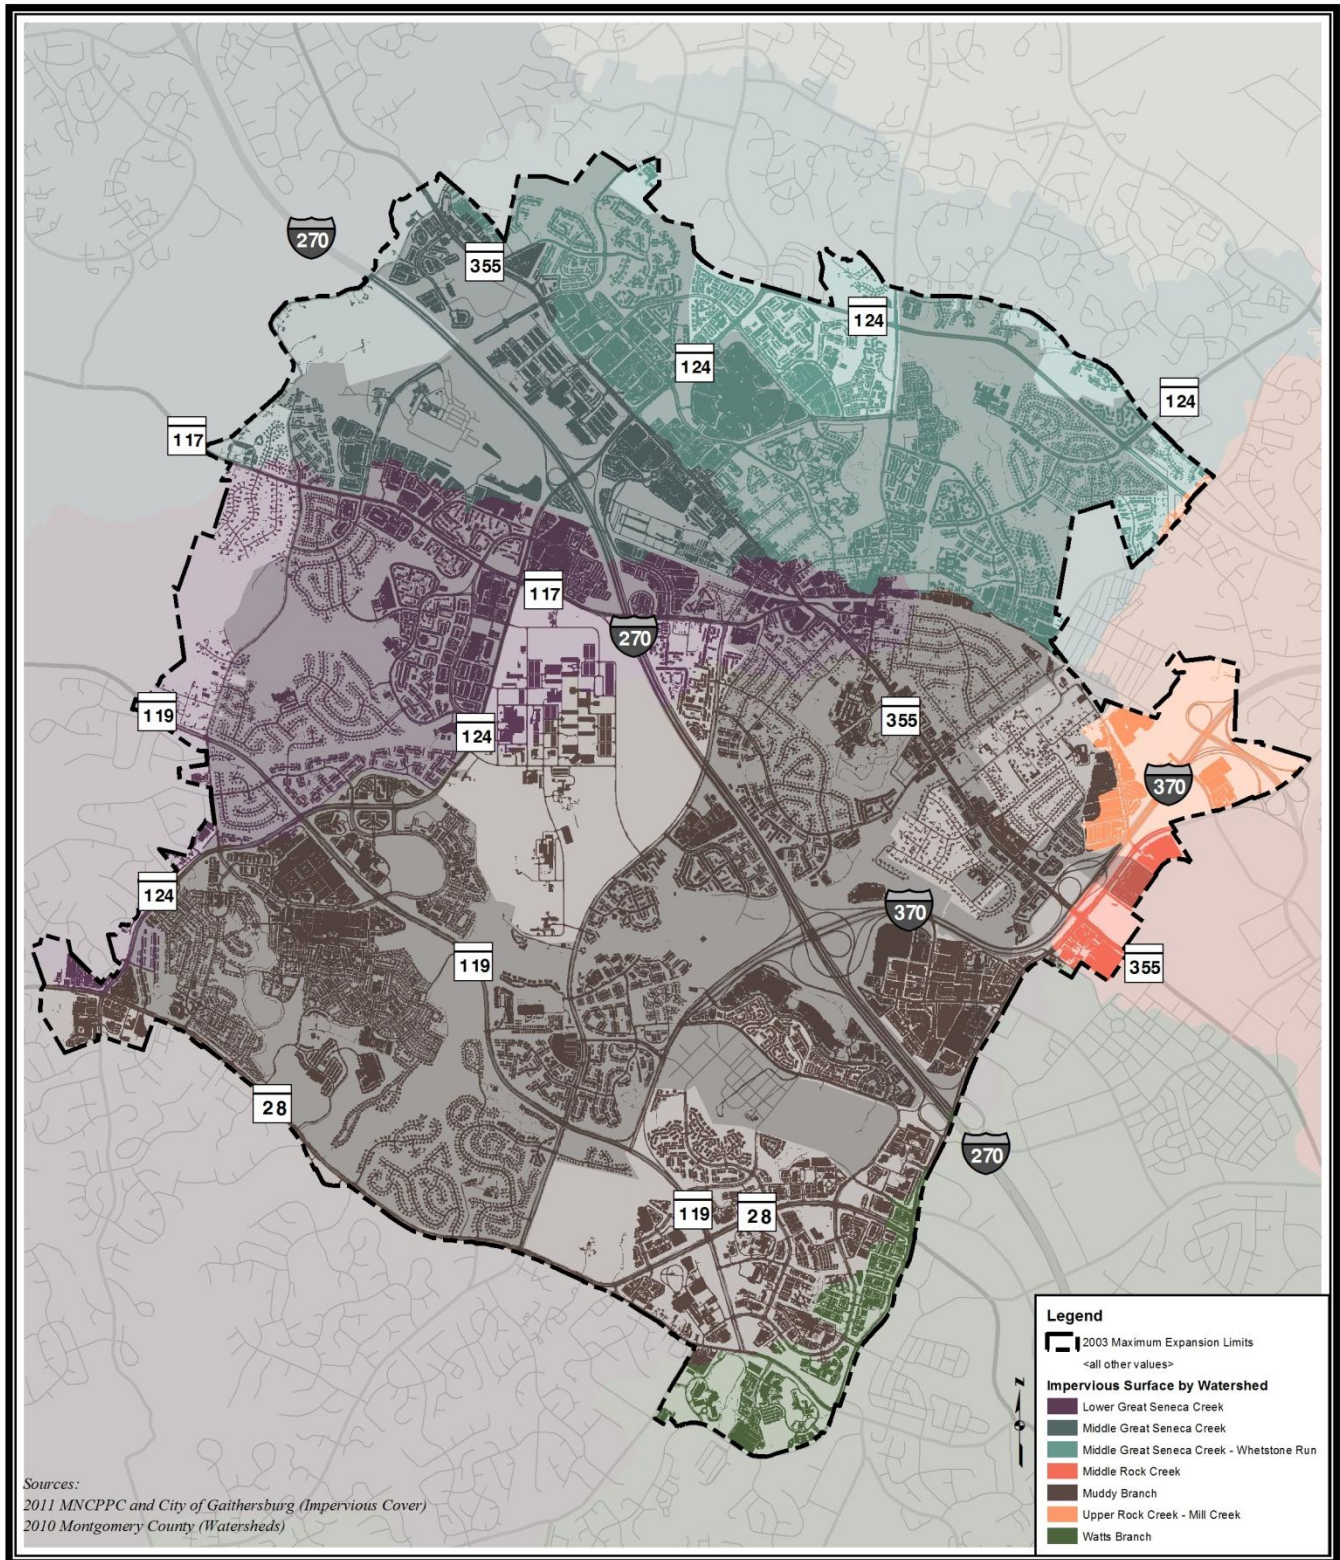 270
355
124
124
124
117
117
270
119
124
355
370
124
370
119
355
28
270
119
28
Legend
2003 Maximum Expansion Limits
<all other values>
Impervious Surface by Watershed
Lower Great Seneca Creek
Middle Great Seneca Creek
Middle Great Seneca Creek - Whetstone Run
Middle Rock Creek
Muddy Branch
Upper Rock Creek - Mill Creek
Watts Branch
N
Sources:
2011 MNCPPC and City of Gaithersburg (Impervious Cover)
2010 Montgomery County (Watersheds)